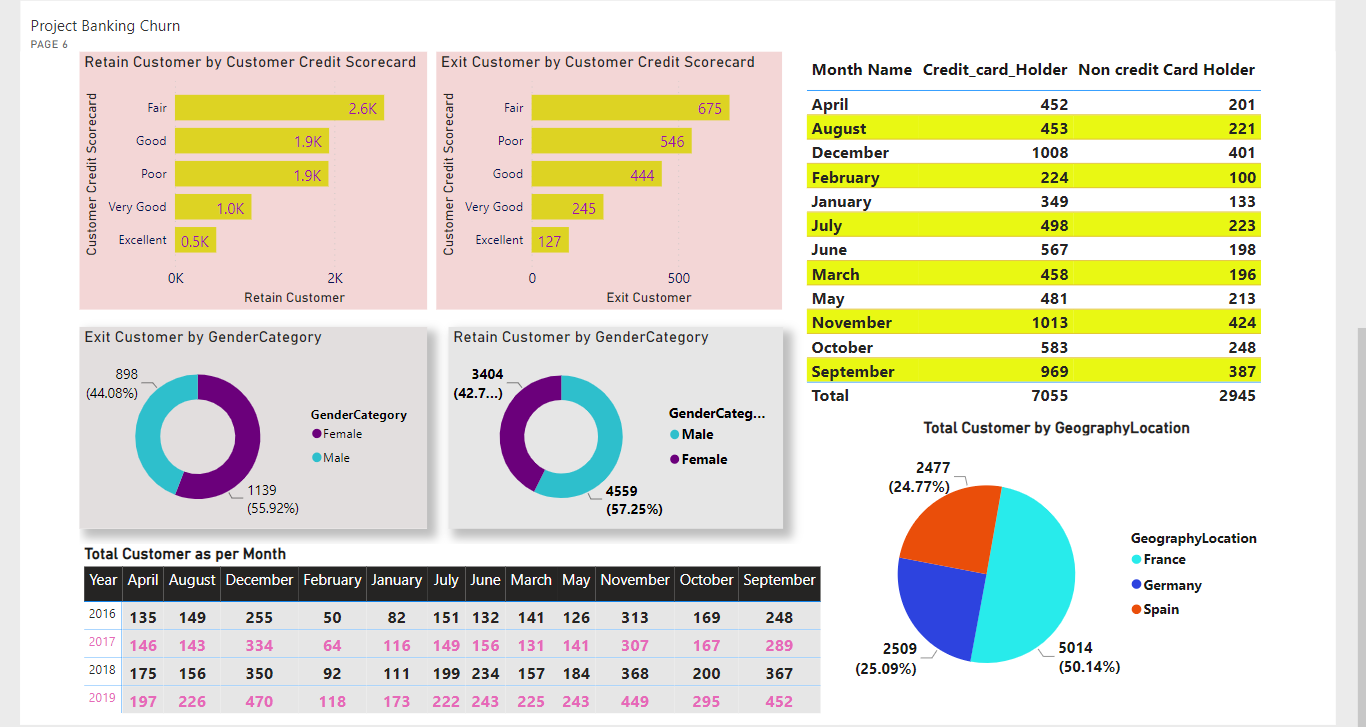 Project Banking Churn
PAGE 6
Retain Customer by Customer Credit Scorecard
Customer Credit Scorecard
Fair 2.6K
Good 1.9K
Poor 1.9K
Very Good 1.0K
Excellent 0.5K
0K 2K
Retain Customer
Exit Customer by Customer Credit Scorecard
Customer Credit Scorecard
Fair 675
Poor 546
Good 444
Very Good 245
Excellent 127
0 500
Exit Customer
Month Name Credit_card_Holder Non credit Card Holder
April 452 201
August 453 221
December 1008 401
February 224 100
January 349 133
July 498 223
June 567 198
March 458 196
May 481 213
November 1013 424
October 583 248
September 969 387
Total 7055 2945
Exit Customer by GenderCategory
898
(44.08%)
1139
(55.92%)
GenderCategory
Female
Male
Retain Customer by GenderCategory
3404
(42.7...)
4559
(57.25%)
GenderCateg...
Male
Female
Total Customer by GeographyLocation
2477
(24.77%)
2509
(25.09%)
5014
(50.14%)
GeographyLocation
France
Germany
Spain
Total Customer as per Month
Year April August December February January July June March May November October September
2016 135 149 255 50 82 151 132 141 126 313 169 248
2017 146 143 334 64 116 149 156 131 141 307 167 289
2018 175 156 350 92 111 199 234 157 184 368 200 367
2019 197 226 470 118 173 222 243 225 243 449 295 452